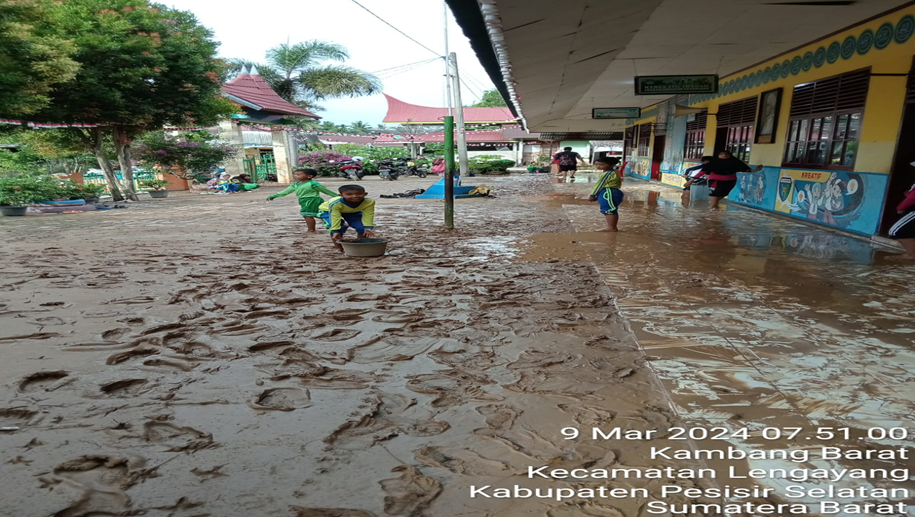 KREATIF
9 Mar 2024 07.51.00
Kambang Barat
Kecamatan Lengayang
Kabupaten Pesisir Selatan
Sumatera Barat